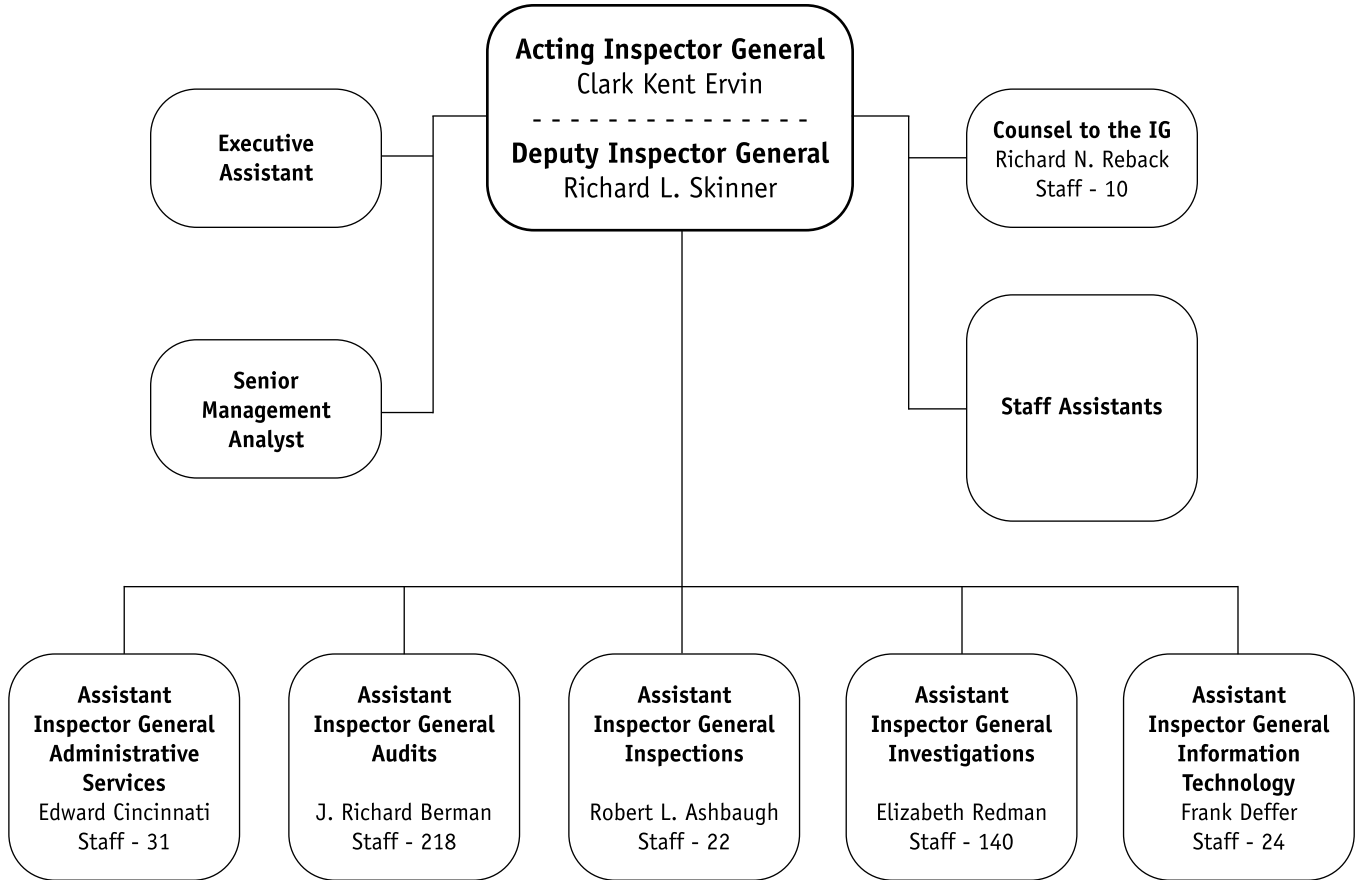 Acting Inspector General
Clark Kent Ervin
Deputy Inspector General
Richard L. Skinner
Executive
Assistant
Counsel to the IG
Richard N. Reback
Staff - 10
Senior
Management
Analyst
Staff Assistants
Assistant
Inspector General
Administrative
Services
Edward Cincinnati
Staff - 31
Assistant
Inspector General
Audits
J. Richard Berman
Staff - 218
Assistant
Inspector General
Inspections
Robert L. Ashbaugh
Staff - 22
Assistant
Inspector General
Investigations
Elizabeth Redman
Staff - 140
Assistant
Inspector General
Information
Technology
Frank Deffer
Staff - 24